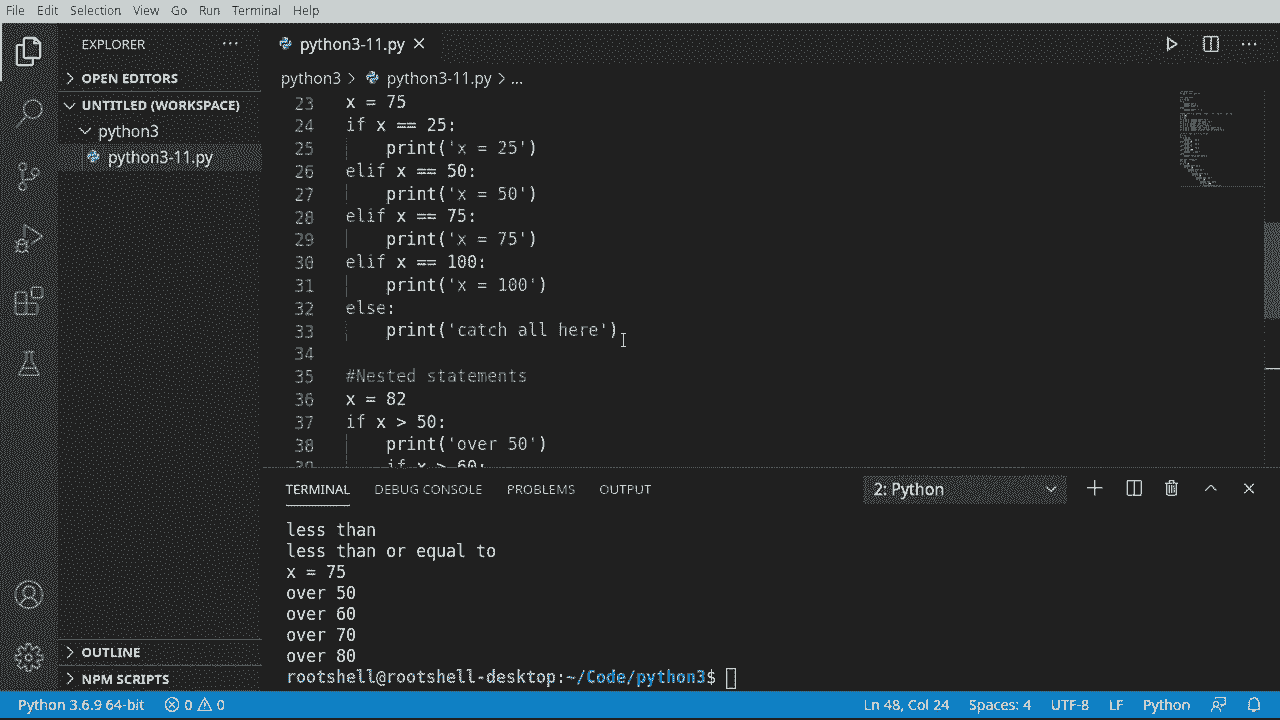 File Edit Selection View Go Run Terminal Help
EXPLORER ...
OPEN EDITORS
UNTITLED (WORKSPACE)
python3
python3-11.py
OUTLINE
NPM SCRIPTS
python3-11.py
python3 > python3-11.py > ...
23 x = 75
24 if x == 25:
25 print('x = 25')
26 elif x == 50:
27 print('x = 50')
28 elif x == 75:
29 print('x = 75')
30 elif x == 100:
31 print('x = 100')
32 else:
33 print('catch all here')
34
35 #Nested statements
36 x = 82
37 if x > 50:
38 print('over 50')
39 if x > 60:
TERMINAL DEBUG CONSOLE PROBLEMS OUTPUT 2: Python
less than
less than or equal to
x = 75
over 50
over 60
over 70
over 80
rootshell@rootshell-desktop:~/Code/python3$
Python 3.6.9 64-bit 0 0 Ln 48, Col 24 Spaces: 4 UTF-8 LF Python